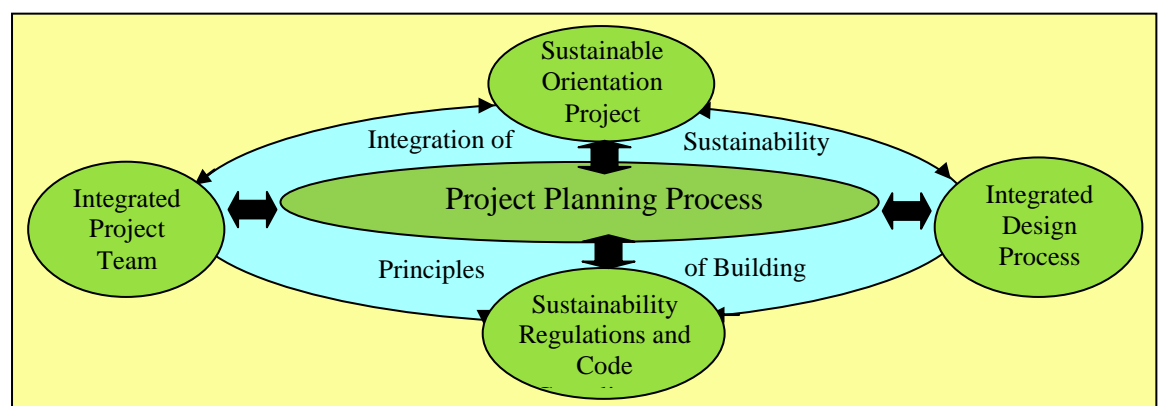 Sustainable
Orientation
Project
Integration of
Sustainability
Integrated
Project
Team
Project Planning Process
Integrated
Design
Process
Principles
of Building
Sustainability
Regulations and
Code